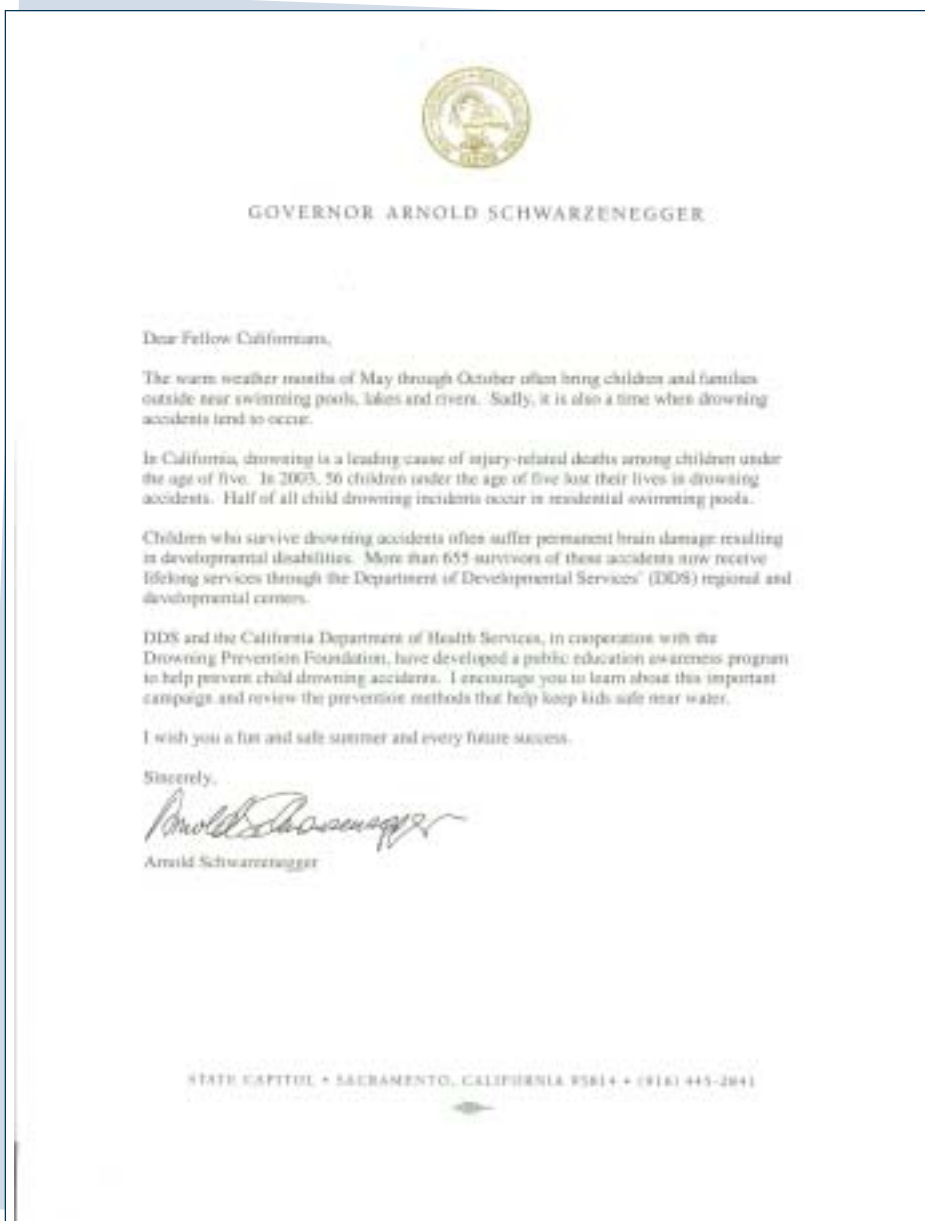 GOVERNOR ARNOLD SCHWARZENEGGER
Dear Fellow Californians,
The warm weather months of May through October often bring children and families
outside near swimming pools, lakes and rivers. Sadly, it is also a time when drowning
accidents tend to occur.
In California, drowning is a leading cause of injury-related deaths among children under
the age of five. In 2003, 56 children under the age of five lost their lives in drowning
accidents. Half of all child drowning incidents occur in residential swimming pools.
Children who survive drowning accidents often suffer permanent brain damage resulting
in developmental disabilities. More than 655 survivors of these accidents now receive
lifelong services through the Department of Developmental Services' (DDS) regional and
developmental centers.
DDS and the California Department of Health Services, in cooperation with the
Drowning Prevention Foundation, have developed a public education awareness program
to help prevent child drowning accidents. I encourage you to learn about this important
campaign and review the prevention methods that help keep kids safe near water.
I wish you a fun and safe summer and every future success.
Sincerely,
Arnold Schwarzenegger
Arnold Schwarzenegger
STATE CAPITOL • SACRAMENTO, CALIFORNIA 95814 • (916) 445-2841